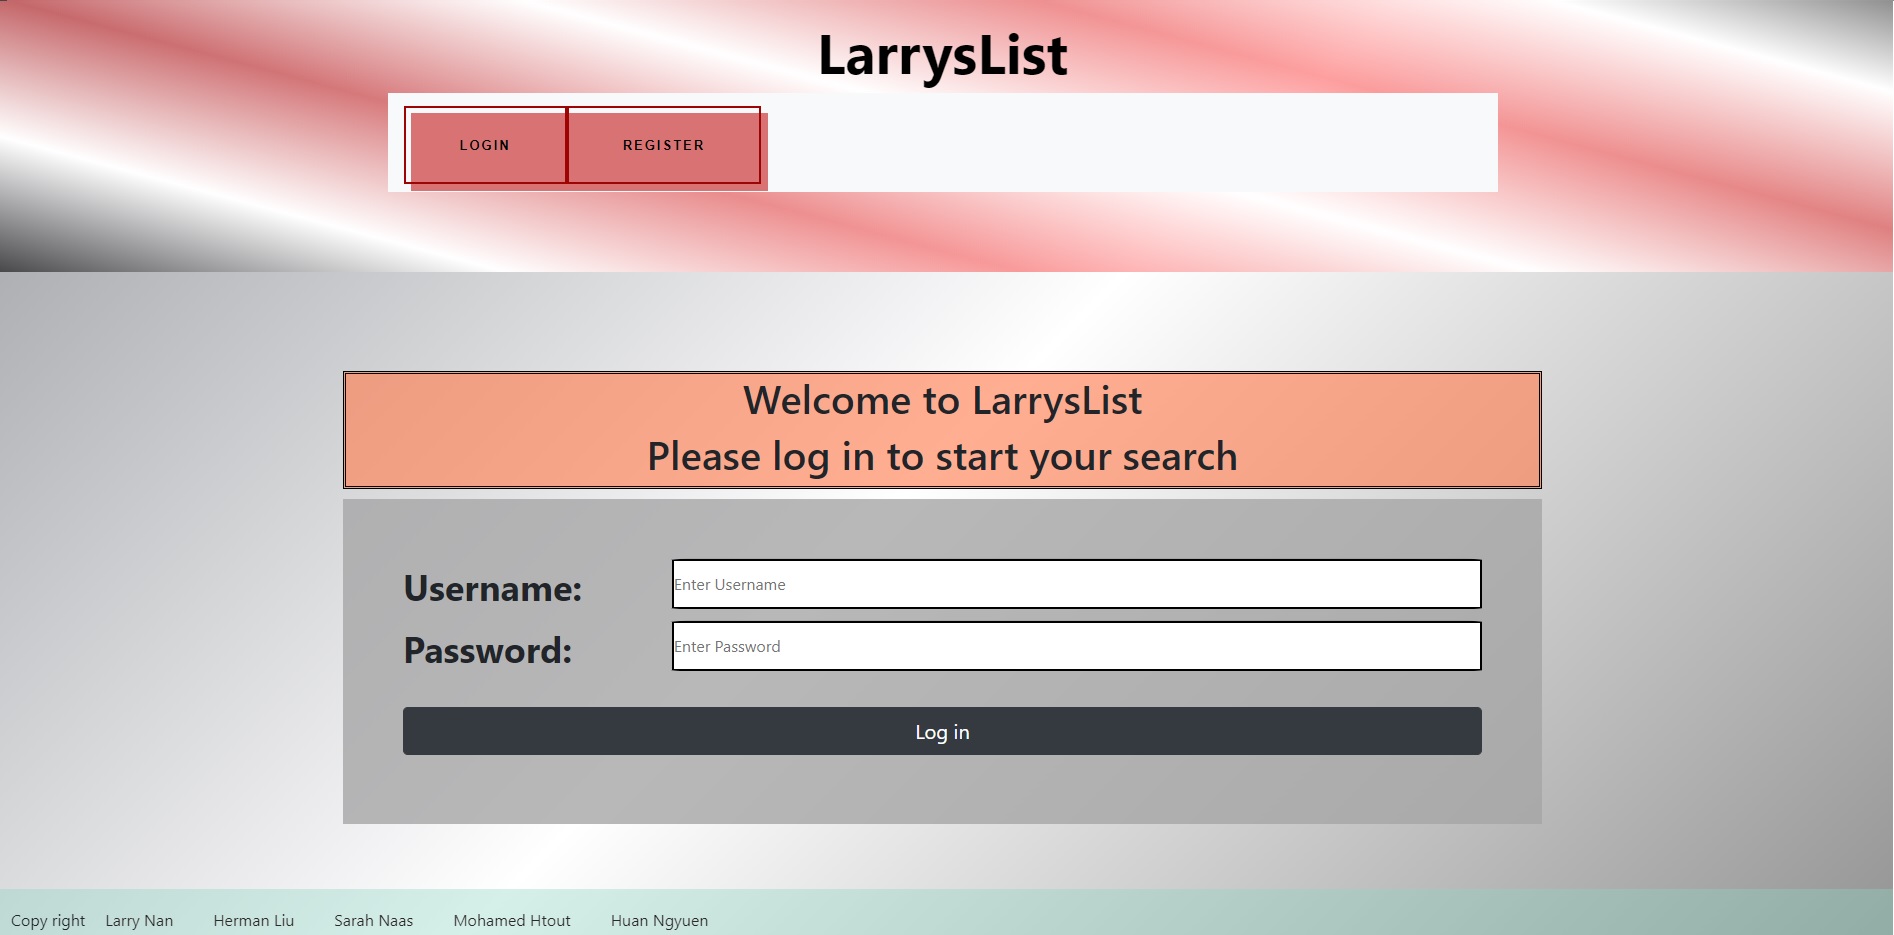 LarrysList
LOGIN REGISTER
Welcome to LarrysList
Please log in to start your search
Username: Enter Username
Password: Enter Password
Log in
Copy right Larry Nan Herman Liu Sarah Naas Mohamed Htout Huan Ngyuen